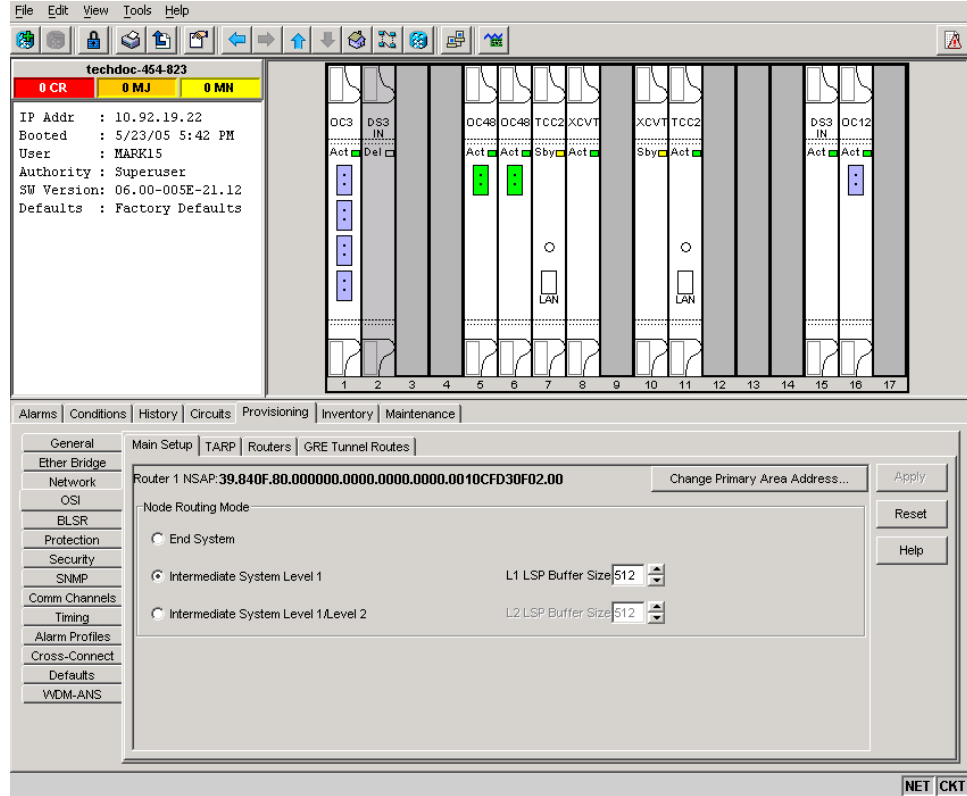 File Edit View Tools Help
techdoc-454-823
0 CR 0 MJ 0 MN
IP Addr : 10.92.19.22
Booted : 5/23/05 5:42 PM
User : MARK15
Authority : Superuser
SW Version: 06.00-005E-21.12
Defaults : Factory Defaults
OC3 DS3 IN OC48 OC48 TCC2 XCVT XCVT TCC2 DS3 IN OC12
Act Del Act Act Sby Act Sby Act Act Act
LAN LAN
1 2 3 4 5 6 7 8 9 10 11 12 13 14 15 16 17
Alarms Conditions History Circuits Provisioning Inventory Maintenance
General
Ether Bridge
Network
OSI
BLSR
Protection
Security
SNMP
Comm Channels
Timing
Alarm Profiles
Cross-Connect
Defaults
WDM-ANS
Main Setup TARP Routers GRE Tunnel Routes
Router 1 NSAP: 39.840F.80.000000.0000.0000.0000.0010CFD30F02.00 Change Primary Area Address...
Node Routing Mode
End System
Intermediate System Level 1 L1 LSP Buffer Size 512
Intermediate System Level 1/Level 2 L2 LSP Buffer Size 512
Apply
Reset
Help
NET CKT